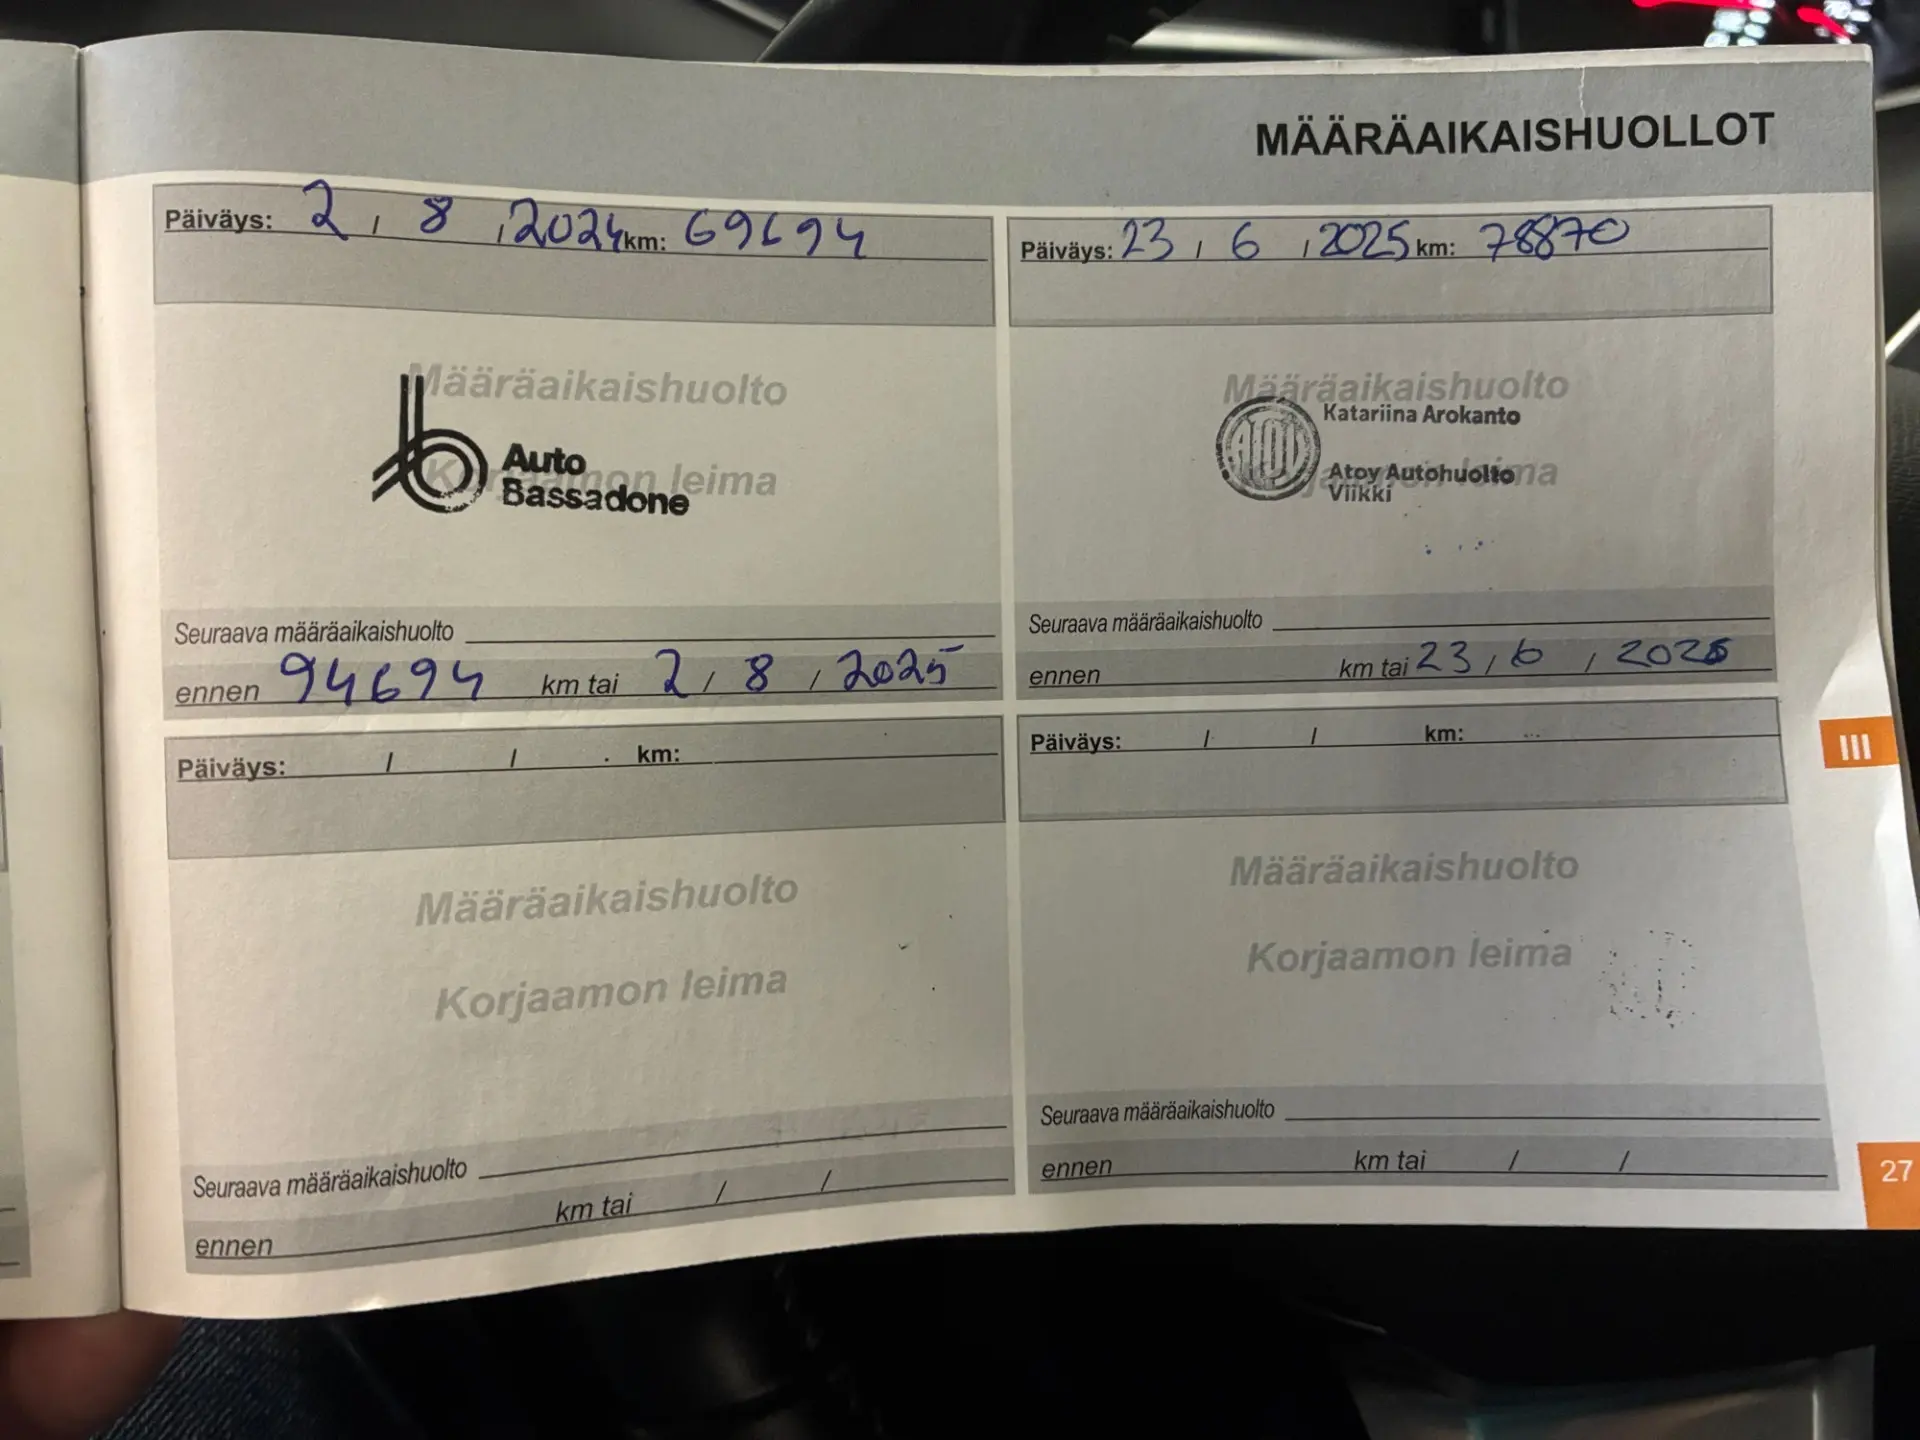 MÄÄRÄAIKAISHUOLLOT
Päiväys: 2 / 8 / 2024 km: 69694
Määräaikaishuolto
Korjaamon leima
Auto
Bassadone
Seuraava määräaikaishuolto
ennen 94694 km tai 2 / 8 / 2025
Päiväys: 23 / 6 / 2025 km: 78870
Määräaikaishuolto
Katariina Arokanto
Korjaamon leima
ATOY
Atoy Autohuolto
Viikki
Seuraava määräaikaishuolto
ennen km tai 23 / 6 / 2026
Päiväys: / / km:
Määräaikaishuolto
Korjaamon leima
Seuraava määräaikaishuolto
ennen km tai / /
Päiväys: / / km:
Määräaikaishuolto
Korjaamon leima
Seuraava määräaikaishuolto
ennen km tai / /
III
27